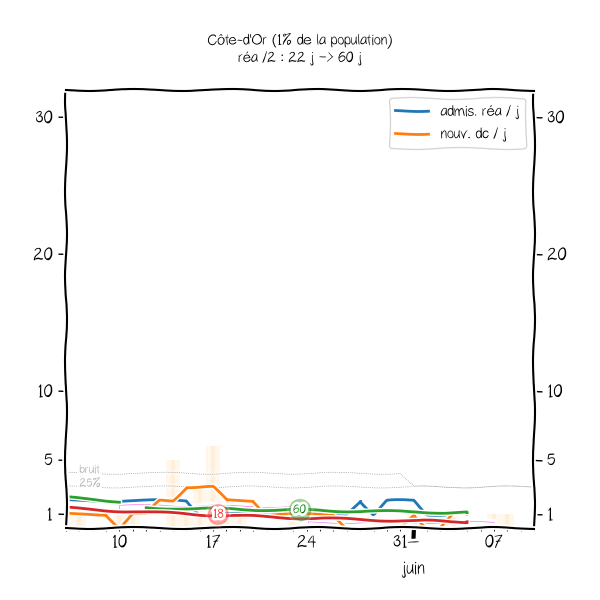 Côte-d'Or (1% de la population)
réa /2 : 22 j -> 60 j
admis. réa / j
nouv. dc / j
30 30
20 20
10 10
5 5
bruit
25%
1 18 60 1
10 17 24 31 07
juin